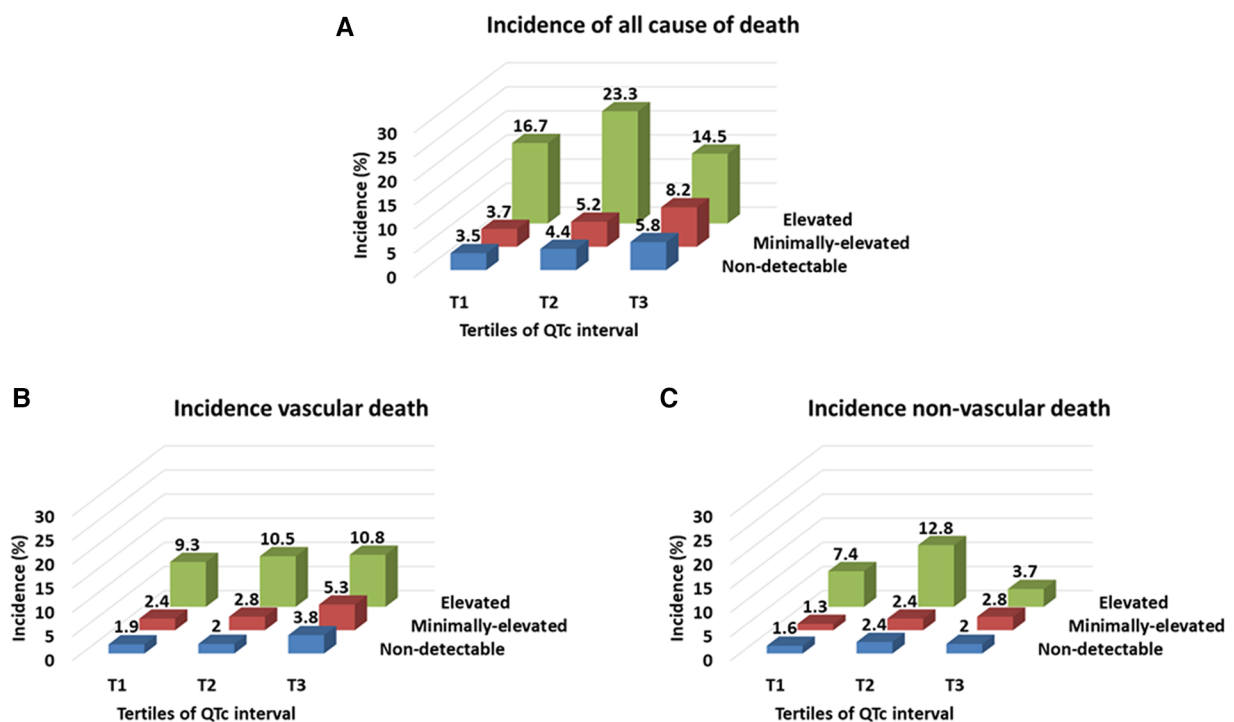 A
Incidence of all cause of death
Incidence (%)
30
25
20
15
10
5
0
16.7
23.3
14.5
3.7
5.2
8.2
3.5
4.4
5.8
Elevated
Minimally-elevated
Non-detectable
T1 T2 T3
Tertiles of QTc interval
B
Incidence vascular death
Incidence (%)
30
25
20
15
10
5
0
9.3
10.5
10.8
2.4
2.8
5.3
1.9
2
3.8
Elevated
Minimally-elevated
Non-detectable
T1 T2 T3
Tertiles of QTc interval
C
Incidence non-vascular death
Incidence (%)
30
25
20
15
10
5
0
7.4
12.8
3.7
1.3
2.4
2.8
1.6
2.4
2
Elevated
Minimally-elevated
Non-detectable
T1 T2 T3
Tertiles of QTc interval